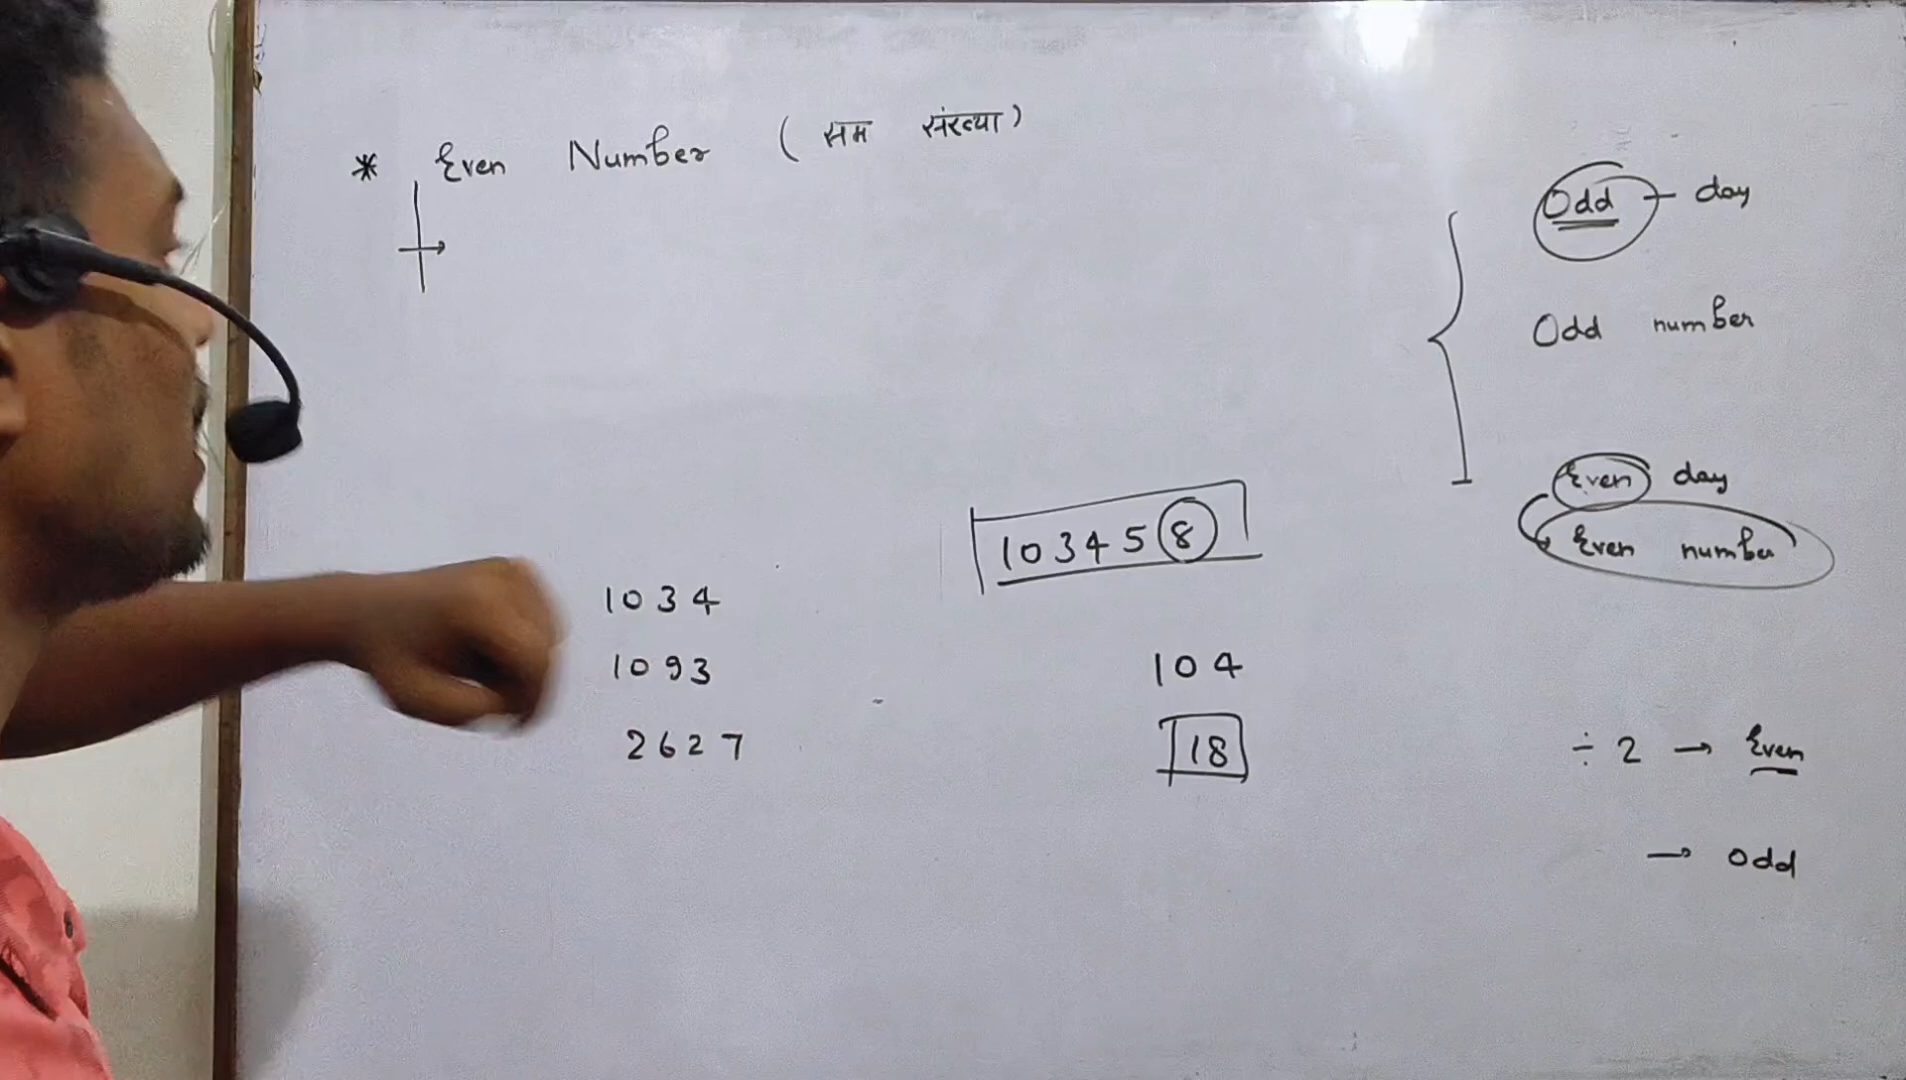 * Even Number (सम संख्या)
Odd - day
Odd number
Even day
Even number
103458
1034
1093
2627
104
18
÷ 2 → Even
→ odd